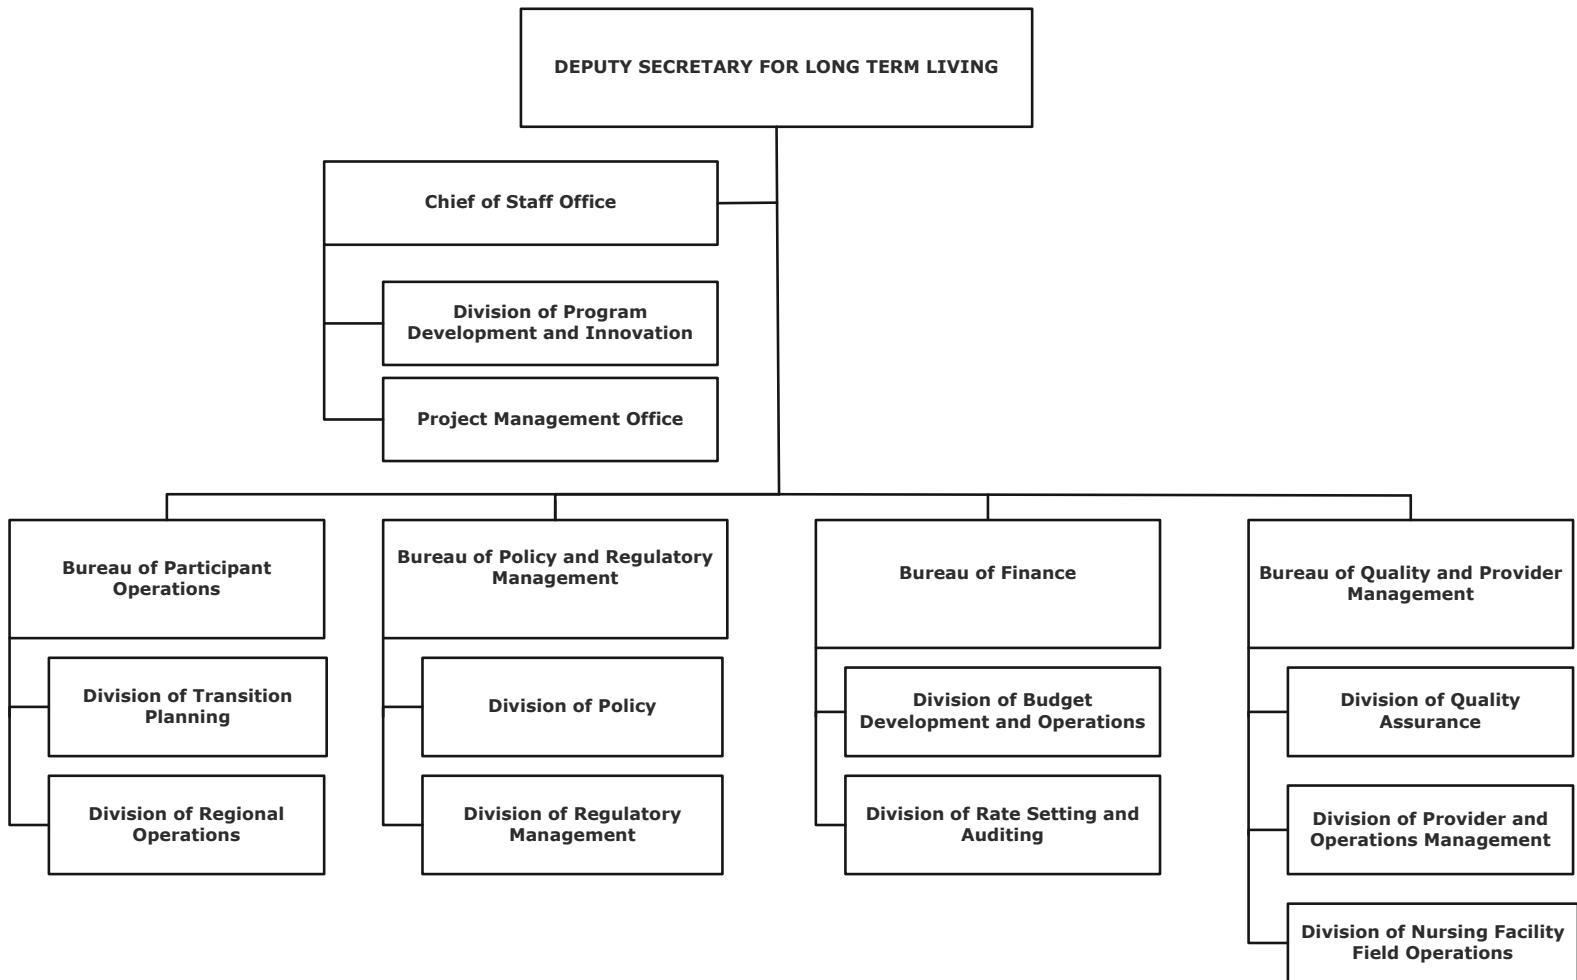 DEPUTY SECRETARY FOR LONG TERM LIVING
Chief of Staff Office
Division of Program
Development and Innovation
Project Management Office
Bureau of Participant
Operations
Division of Transition
Planning
Division of Regional
Operations
Bureau of Policy and Regulatory
Management
Division of Policy
Division of Regulatory
Management
Bureau of Finance
Division of Budget
Development and Operations
Division of Rate Setting and
Auditing
Bureau of Quality and Provider
Management
Division of Quality
Assurance
Division of Provider and
Operations Management
Division of Nursing Facility
Field Operations